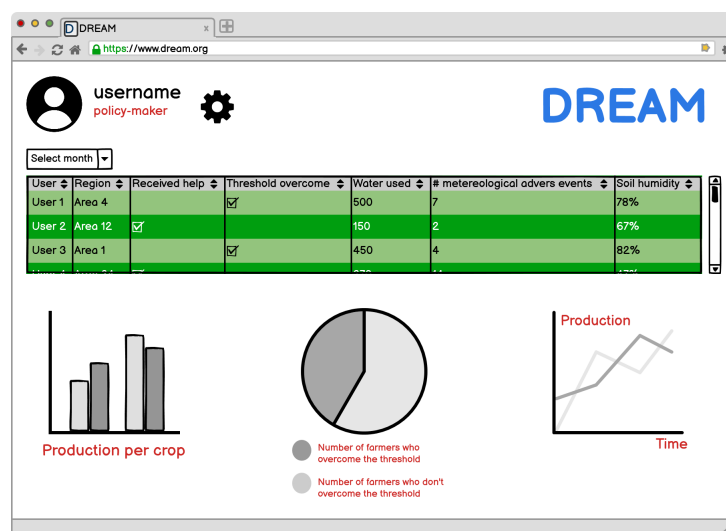 DREAM x
https://www.dream.org
username
policy-maker
DREAM
Select month
User Region Received help Threshold overcome Water used # metereological advers events Soil humidity
User 1 Area 4 500 7 78%
User 2 Area 12 150 2 67%
User 3 Area 1 450 4 82%
Production per crop
Number of farmers who
overcome the threshold
Number of farmers who don't
overcome the threshold
Production
Time